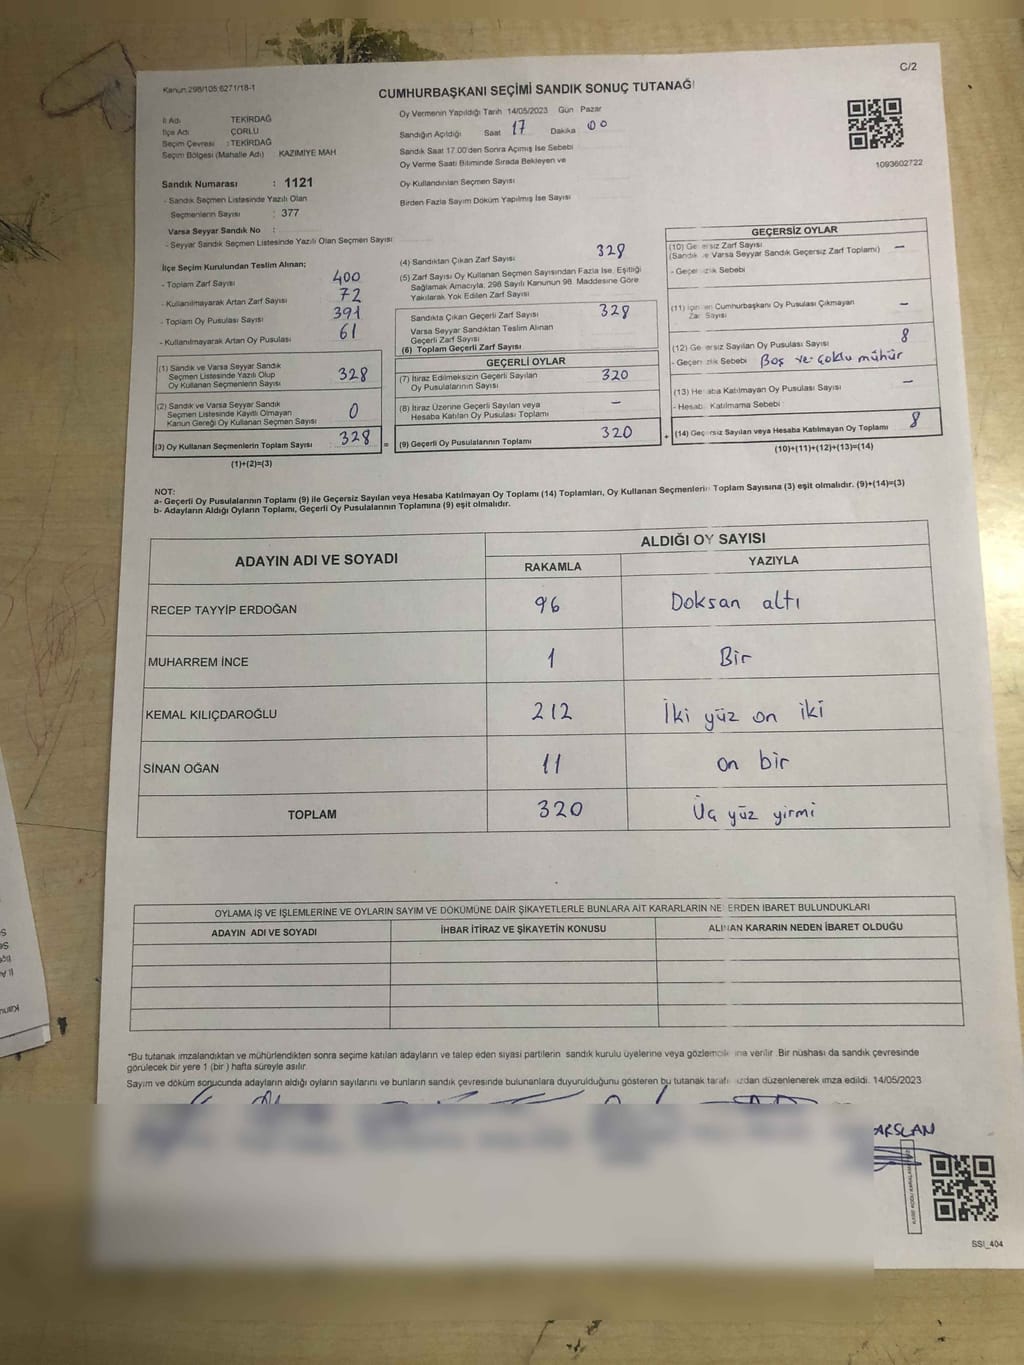 C/2
Kanun 298/105 6271/18-1
CUMHURBAŞKANI SEÇİMİ SANDIK SONUÇ TUTANAĞI
İl Adı TEKİRDAĞ
İlçe Adı ÇORLU
Seçim Çevresi : TEKİRDAĞ
Seçim Bölgesi (Mahalle Adı) KAZIMİYE MAH
Oy Vermenin Yapıldığı Tarih 14/05/2023 Gün Pazar
Sandığın Açıldığı Saat 17 Dakika 00
Sandık Saat 17.00'den Sonra Açımış İse Sebebi
Oy Verme Saati Bitiminde Sırada Bekleyen ve
Oy Kullandırılan Seçmen Sayısı
Birden Fazla Sayım Döküm Yapılmış İse Sayısı
1093602722
Sandık Numarası : 1121
- Sandık Seçmen Listesinde Yazılı Olan
Seçmenlerin Sayısı : 377
Varsa Seyyar Sandık No :
- Seyyar Sandık Seçmen Listesinde Yazılı Olan Seçmen Sayısı
İlçe Seçim Kurulundan Teslim Alınan;
- Toplam Zarf Sayısı 400
- Kullanılmayarak Artan Zarf Sayısı 72
- Toplam Oy Pusulası Sayısı 391
- Kullanılmayarak Artan Oy Pusulası 61
(1) Sandık ve Varsa Seyyar Sandık
Seçmen Listesinde Yazılı Olup
Oy Kullanan Seçmenlerin Sayısı 328
(2) Sandık ve Varsa Seyyar Sandık
Seçmen Listesinde Kayıtlı Olmayan
Kanun Gereği Oy Kullanan Seçmen Sayısı 0
(3) Oy Kullanan Seçmenlerin Toplam Sayısı 328 =
(1)+(2)=(3)
(4) Sandıktan Çıkan Zarf Sayısı 328
(5) Zarf Sayısı Oy Kullanan Seçmen Sayısından Fazla İse, Eşitliği
Sağlamak Amacıyla, 298 Sayılı Kanunun 98. Maddesine Göre
Yakılarak Yok Edilen Zarf Sayısı
Sandıkta Çıkan Geçerli Zarf Sayısı 328
Varsa Seyyar Sandıktan Teslim Alınan
Geçerli Zarf Sayısı
(6) Toplam Geçerli Zarf Sayısı
GEÇERLİ OYLAR
(7) İtiraz Edilmeksizin Geçerli Sayılan
Oy Pusulalarının Sayısı 320
(8) İtiraz Üzerine Geçerli Sayılan veya
Hesaba Katılan Oy Pusulası Toplamı -
(9) Geçerli Oy Pusulalarının Toplamı 320 +
GEÇERSİZ OYLAR
(10) Geçersiz Zarf Sayısı
(Sandık ve Varsa Seyyar Sandık Geçersiz Zarf Toplamı) -
- Geçersizlik Sebebi
(11) İçinden Cumhurbaşkanı Oy Pusulası Çıkmayan
Zarf Sayısı -
(12) Geçersiz Sayılan Oy Pusulası Sayısı 8
- Geçersizlik Sebebi Boş ve çoklu mühür
(13) Hesaba Katılmayan Oy Pusulası Sayısı -
- Hesaba Katılmama Sebebi
(14) Geçersiz Sayılan veya Hesaba Katılmayan Oy Toplamı 8
(10)+(11)+(12)+(13)=(14)
NOT:
a- Geçerli Oy Pusulalarının Toplamı (9) ile Geçersiz Sayılan veya Hesaba Katılmayan Oy Toplamı (14) Toplamları, Oy Kullanan Seçmenlerin Toplam Sayısına (3) eşit olmalıdır. (9)+(14)=(3)
b- Adayların Aldığı Oyların Toplamı, Geçerli Oy Pusulalarının Toplamına (9) eşit olmalıdır.
ADAYIN ADI VE SOYADI ALDIĞI OY SAYISI
RAKAMLA YAZIYLA
RECEP TAYYİP ERDOĞAN 96 Doksan altı
MUHARREM İNCE 1 Bir
KEMAL KILIÇDAROĞLU 212 İki yüz on iki
SİNAN OĞAN 11 on bir
TOPLAM 320 Üç yüz yirmi
OYLAMA İŞ VE İŞLEMLERİNE VE OYLARIN SAYIM VE DÖKÜMÜNE DAİR ŞİKAYETLERLE BUNLARA AİT KARARLARIN NELERDEN İBARET BULUNDUKLARI
ADAYIN ADI VE SOYADI İHBAR İTİRAZ VE ŞİKAYETİN KONUSU ALINAN KARARIN NEDEN İBARET OLDUĞU
*Bu tutanak imzalandıktan ve mühürlendikten sonra seçime katılan adayların ve talep eden siyasi partilerin sandık kurulu üyelerine veya gözlemcilerine verilir. Bir nüshası da sandık çevresinde
görülecek bir yere 1 (bir) hafta süreyle asılır.
Sayım ve döküm sonucunda adayların aldığı oyların sayılarını ve bunların sandık çevresinde bulunanlara duyurulduğunu gösteren bu tutanak tarafımızdan düzenlenerek imza edildi. 14/05/2023
ARSLAN
SSI_404